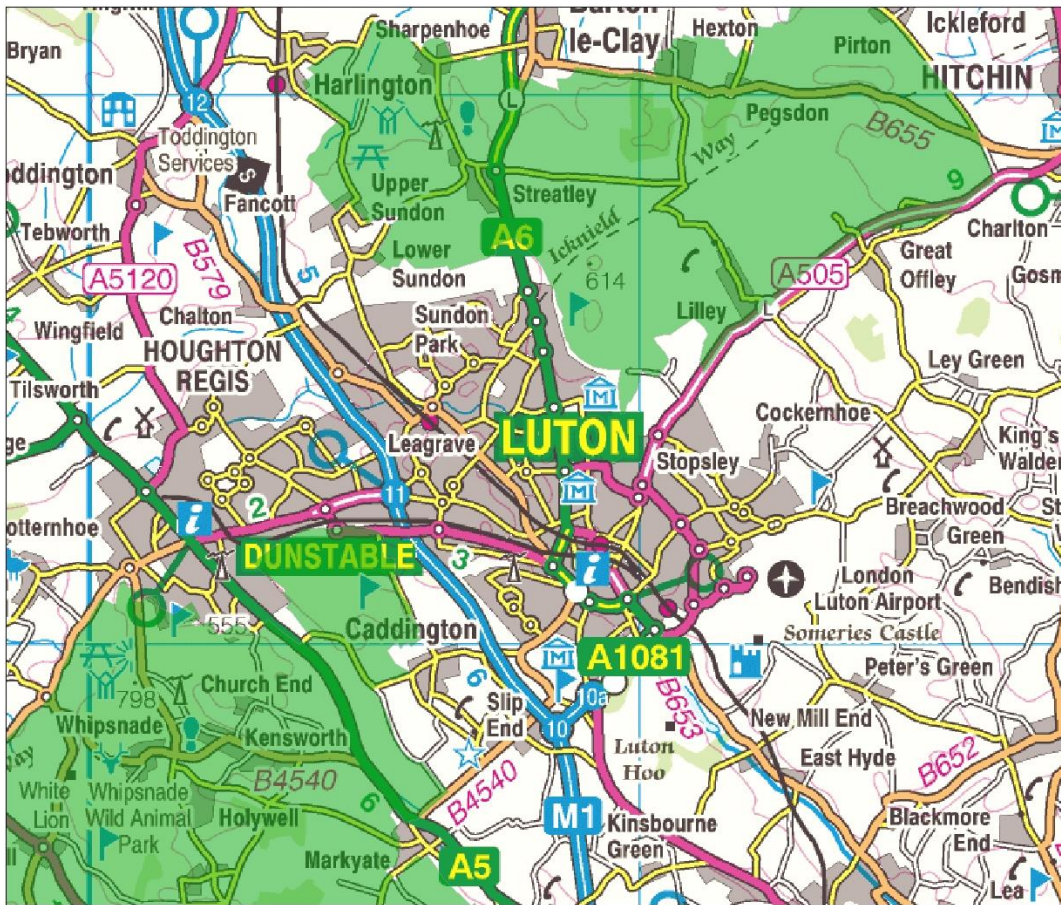 Sharpenhoe
Barton
le-Clay
Hexton
Pirton
Ickleford
HITCHIN
Bryan
12
Harlington
L
Pegsdon
B655
Toddington
Services
S
Way
oddington
Fancott
Upper
Sundon
Streatley
9
Charlton
Tebworth
A5120
B579
5
Lower
Sundon
A6
Icknield
614
Great
Offley
Gosm
A505
Lilley
L
4
Wingfield
Chalton
Sundon
Park
HOUGHTON
REGIS
Ley Green
Tilsworth
M
Cockernhoe
ge
Leagrave
LUTON
Stopsley
King's
Walden
11
M
otternhoe
i
2
Breachwood
Green
St
DUNSTABLE
3
i
London
Luton Airport
Bendish
555
Caddington
Someries Castle
M
A1081
Peter's Green
798
Church End
6
Slip
End
10a
10
B653
Whipsnade
Kensworth
New Mill End
East Hyde
Way
B4540
Luton
Hoo
B652
White
Lion
Whipsnade
Wild Animal
Park
6
B4540
Holywell
M1
Kinsbourne
Green
Blackmore
End
Markyate
A5
Lea